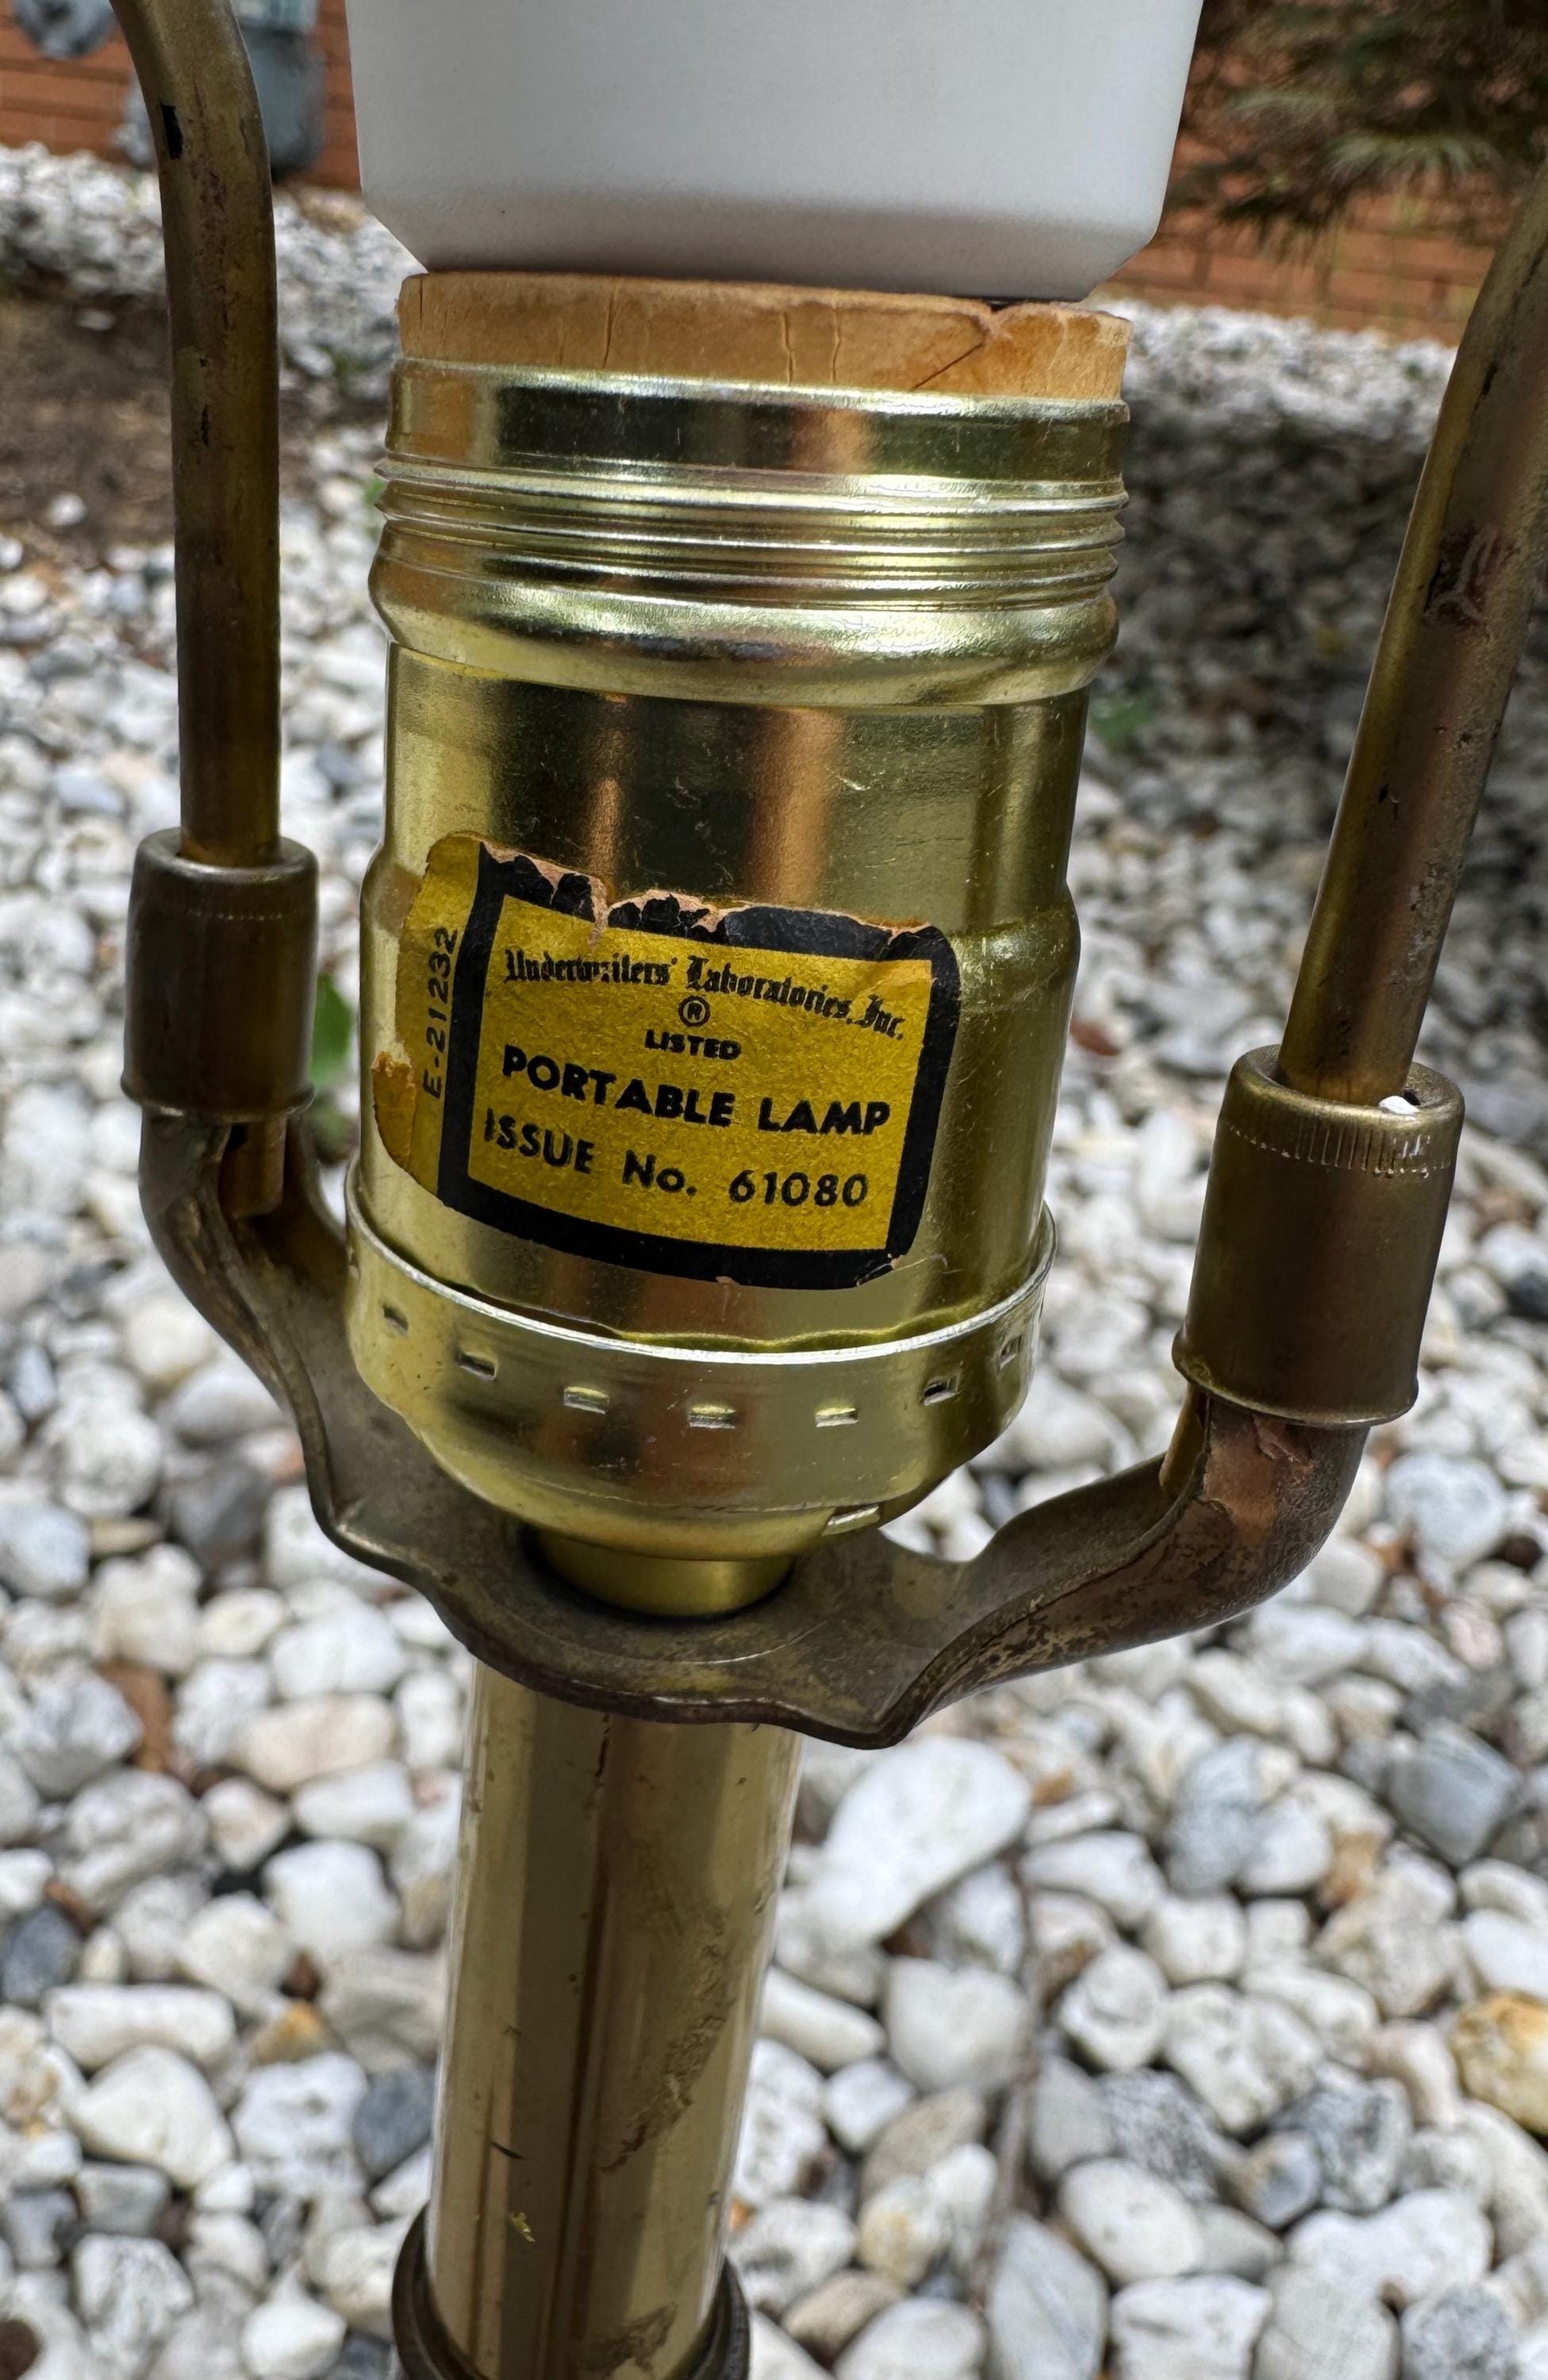 Underwriters' Laboratories, Inc.
®
LISTED
PORTABLE LAMP
ISSUE No. 61080
E-21232